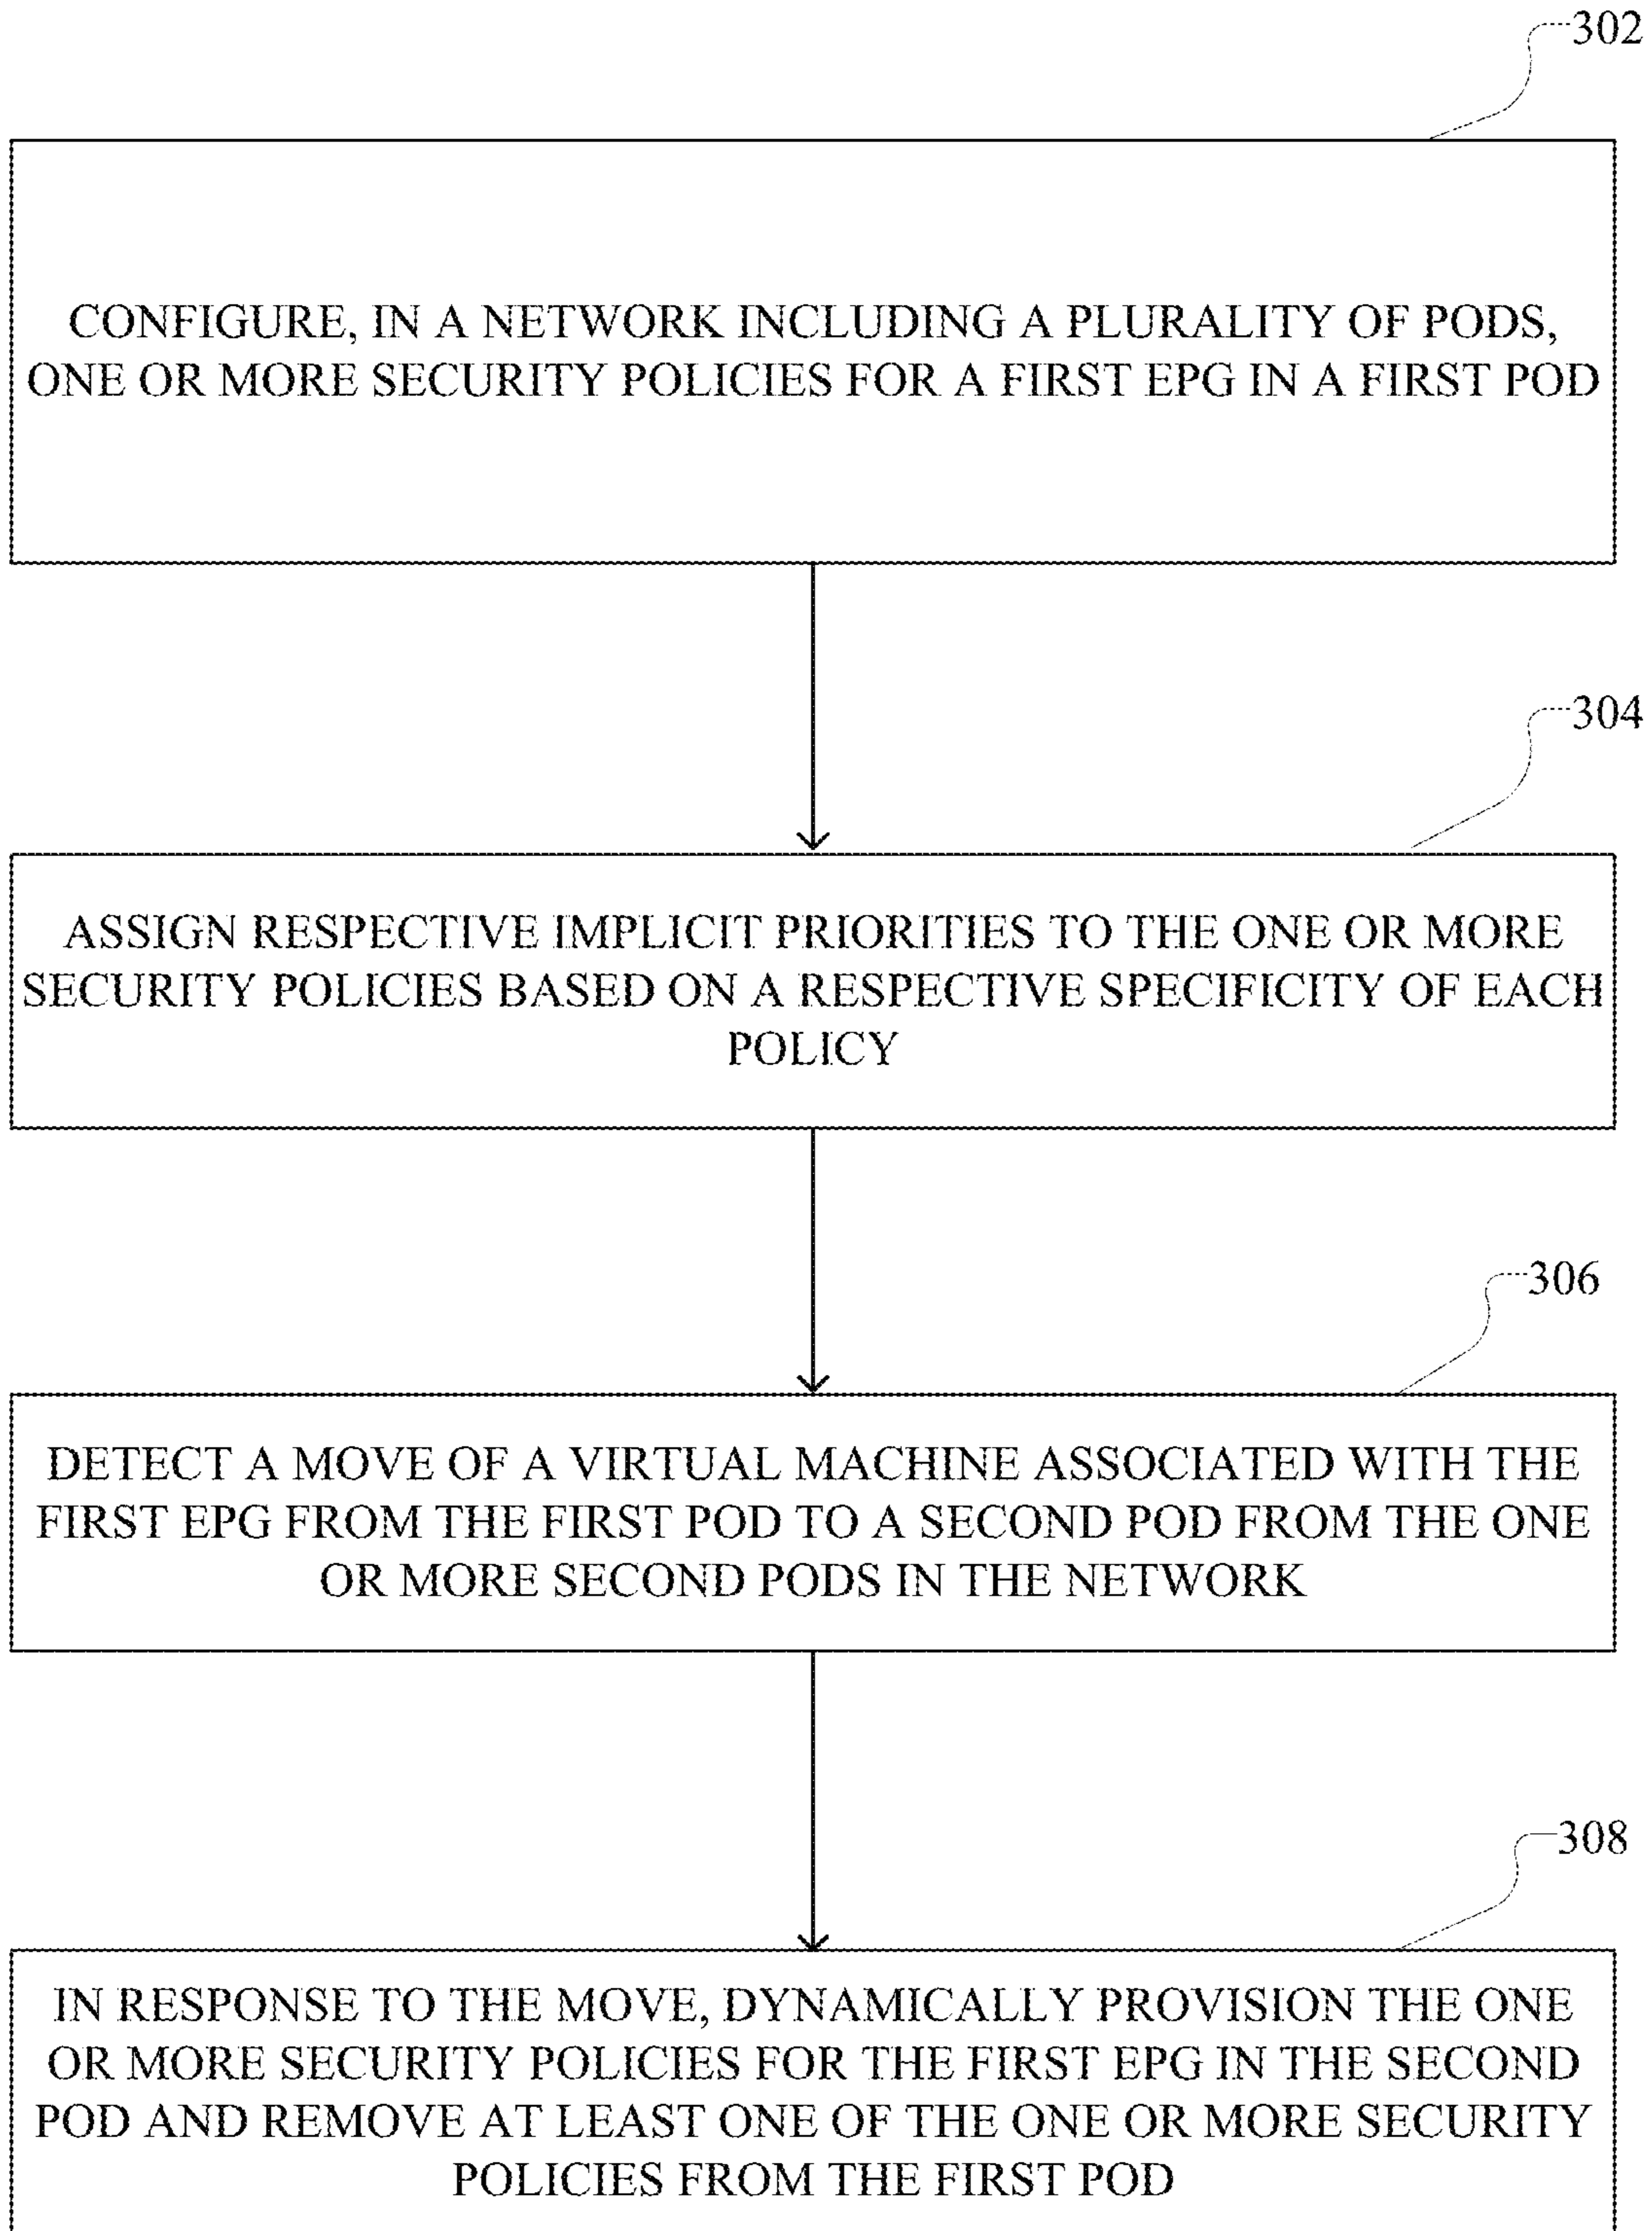 302
CONFIGURE, IN A NETWORK INCLUDING A PLURALITY OF PODS,
ONE OR MORE SECURITY POLICIES FOR A FIRST EPG IN A FIRST POD
304
ASSIGN RESPECTIVE IMPLICIT PRIORITIES TO THE ONE OR MORE
SECURITY POLICIES BASED ON A RESPECTIVE SPECIFICITY OF EACH
POLICY
306
DETECT A MOVE OF A VIRTUAL MACHINE ASSOCIATED WITH THE
FIRST EPG FROM THE FIRST POD TO A SECOND POD FROM THE ONE
OR MORE SECOND PODS IN THE NETWORK
308
IN RESPONSE TO THE MOVE, DYNAMICALLY PROVISION THE ONE
OR MORE SECURITY POLICIES FOR THE FIRST EPG IN THE SECOND
POD AND REMOVE AT LEAST ONE OF THE ONE OR MORE SECURITY
POLICIES FROM THE FIRST POD